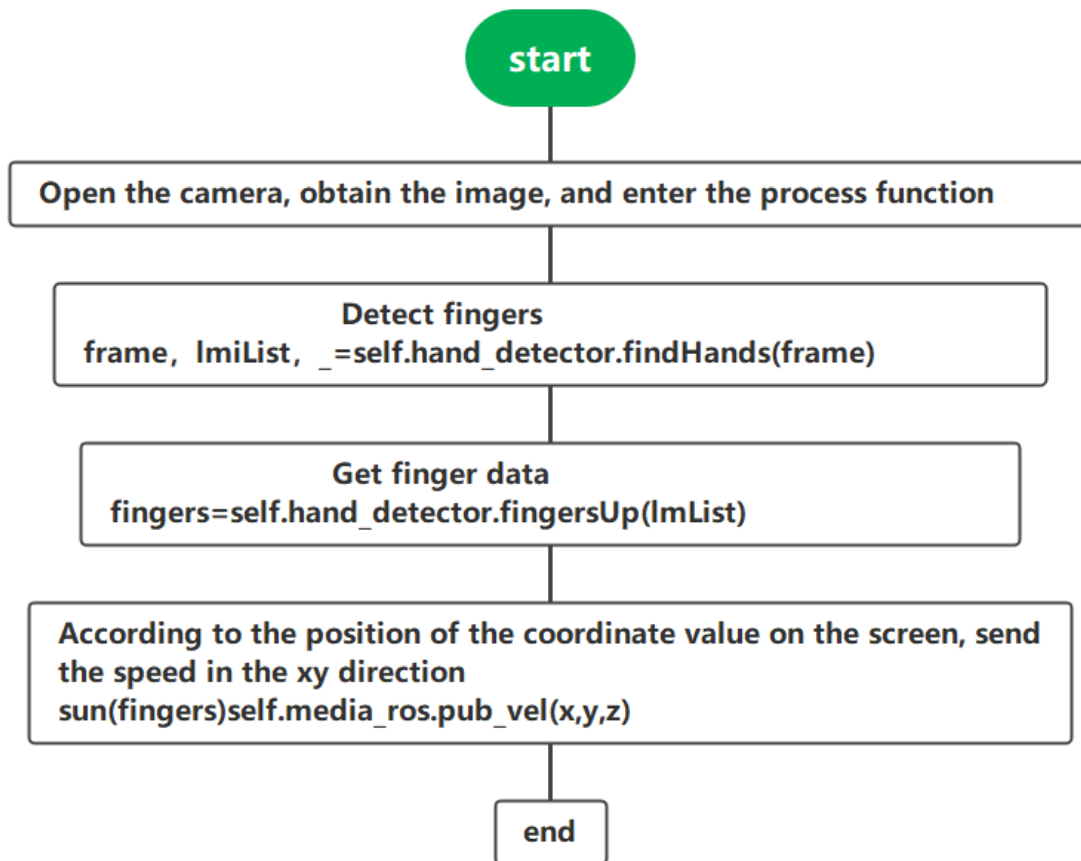 start
Open the camera, obtain the image, and enter the process function
Detect fingers
frame, lmiList, _=self.hand_detector.findHands(frame)
Get finger data
fingers=self.hand_detector.fingersUp(lmList)
According to the position of the coordinate value on the screen, send
the speed in the xy direction
sun(fingers)self.media_ros.pub_vel(x,y,z)
end